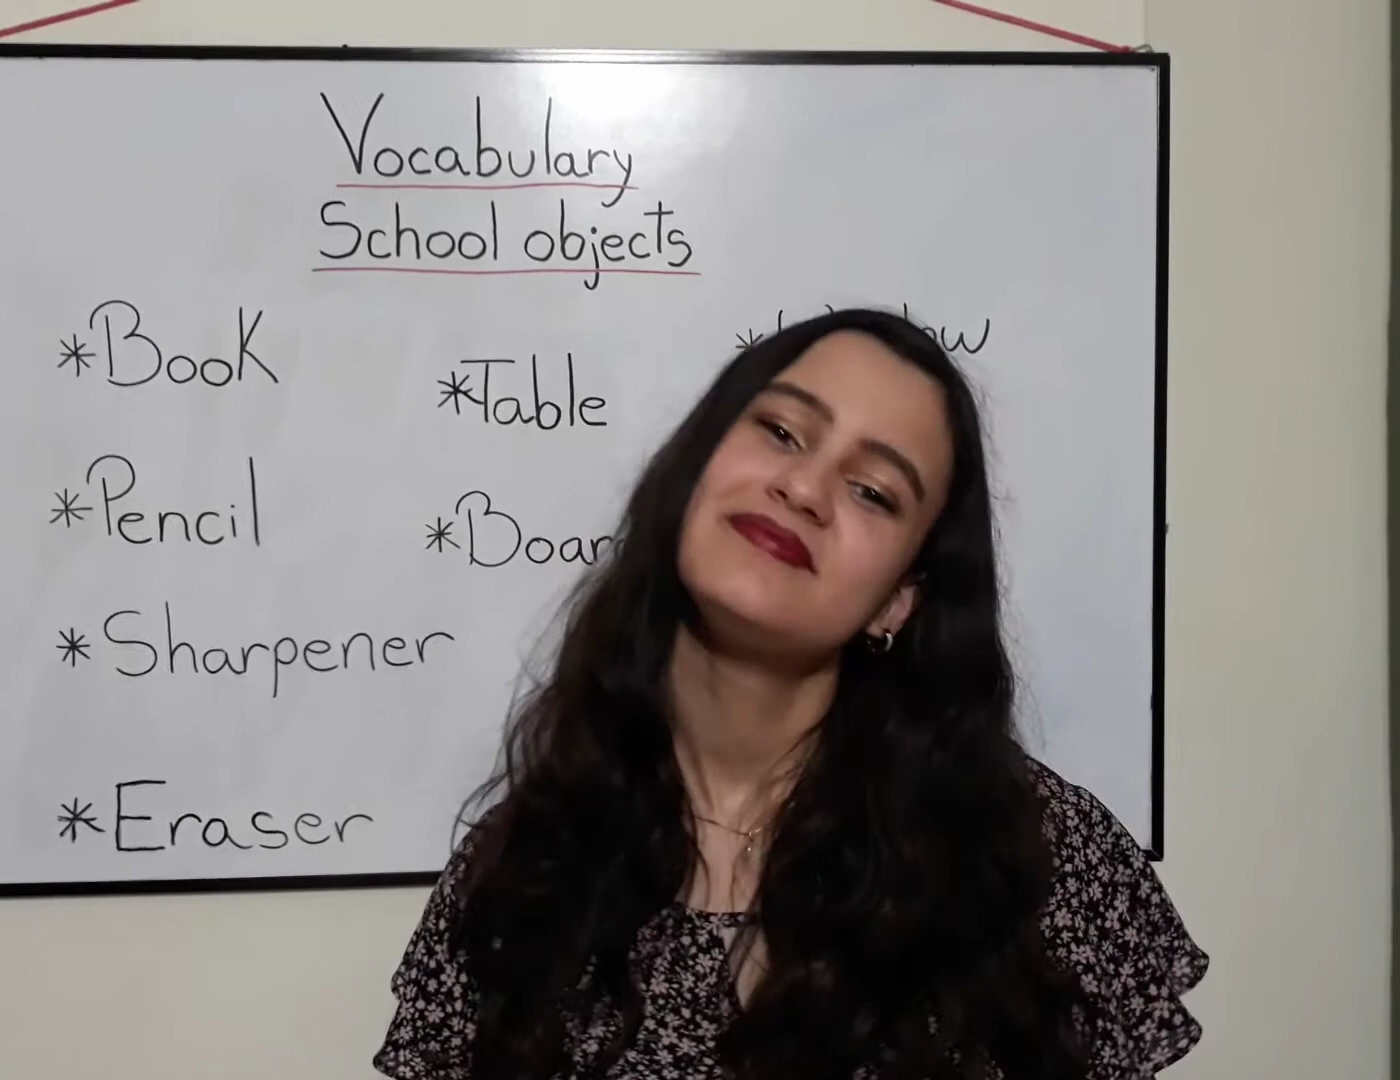 Vocabulary
School objects
*Book
*Pencil
*Sharpener
*Eraser
*Table